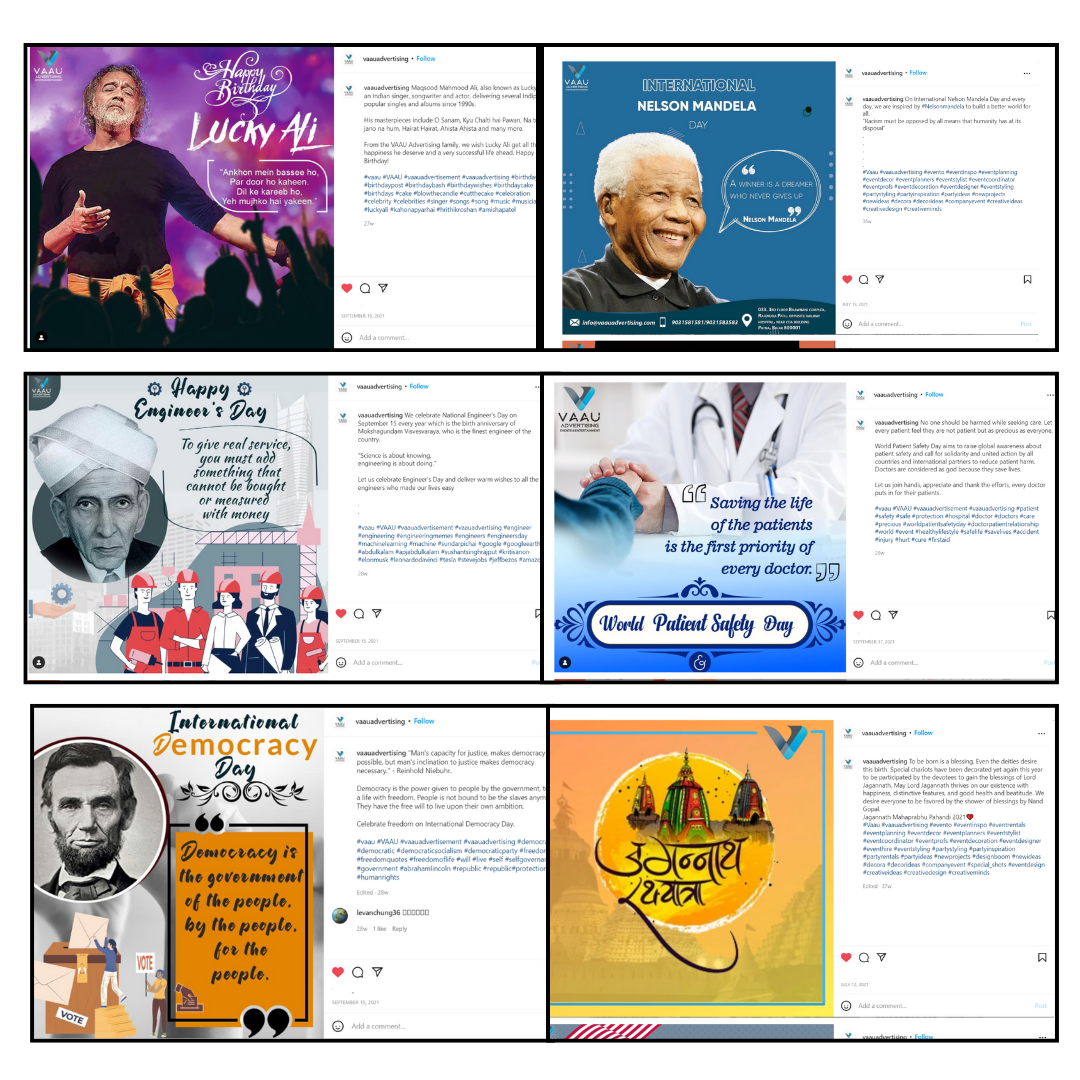 VAAU
ADVERTISING
Happy
Birthday
LUCKY ALI
"Ankhon mein bassee ho,
Par door ho kaheen.
Dil ke kareeb ho,
Yeh mujhko hai yakeen."
vaauadvertising • Follow
vaauadvertising Maqsood Mahmood Ali, also known as Lucky
an Indian singer, songwriter and actor, delivering several Indip
popular singles and albums since 1990s.
His masterpieces include O Sanam, Kyu Chalti hai Pawan, Na t
jano na hum, Hairat Hairat, Ahista Ahista and many more.
From the VAAU Advertising family, we wish Lucky Ali get all th
happiness he deserve and a very successful life ahead. Happy
Birthday!
#vaau #VAAU #vaauadvertisement #vaauadvertising #birthday
#birthdaypost #birthdaybash #birthdaywishes #birthdaycake
#birthdays #cake #blowthecandle #cutthecake #celebration
#celebrity #celebrities #singer #songs #song #music #musicia
#luckyali #kahonapyarhai #hrithikroshan #amishapatel
27w
SEPTEMBER 19, 2021
Add a comment...
VAAU
INTERNATIONAL
NELSON MANDELA
DAY
A WINNER IS A DREAMER
WHO NEVER GIVES UP
NELSON MANDELA
info@vaauadvertising.com 9031581581/9031583583
PATNA, BIHAR 800001
vaauadvertising • Follow
vaauadvertising On International Nelson Mandela Day and every
day, we are inspired by #Nelsonmandela to build a better world for
all.
"Racism must be opposed by all means that humanity has at its
disposal"
.
.
.
.
.
#Vaau #vaauadvertising #evento #eventinspo #eventplanning
#eventdecor #eventplanners #eventstylist #eventcoordinator
#eventprofs #eventdecoration #eventdesigner #eventstyling
#partystyling #partyinspiration #partyideas #newprojects
#newideas #decora #decorideas #companyevent #creativeideas
#creativedesign #creativeminds
36w
JULY 18, 2021
Add a comment... Post
VAAU
Happy
Engineer's Day
To give real service,
you must add
something that
cannot be bought
or measured
with money
vaauadvertising • Follow
vaauadvertising We celebrate National Engineer's Day on
September 15 every year which is the birth anniversary of
Mokshagundam Visvesvaraya, who is the finest engineer of the
country.
"Science is about knowing,
engineering is about doing."
Let us celebrate Engineer's Day and deliver warm wishes to all the
engineers who made our lives easy
.
.
#vaau #VAAU #vaauadvertisement #vaauadvertising #engineer
#engineering #engineeringmemes #engineers #engineersday
#machinelearning #machine #sundarpichai #google #googleearth
#abdulkalam #apjabdulkalam #sushantsinghrajput #kritisanon
#elonmusk #leonardodavinci #tesla #stevejobs #jeffbezos #amazo
28w
SEPTEMBER 15, 2021
Add a comment... Po
VAAU
ADVERTISING
EVENTS & ENTERTAINMENT
Saving the life
of the patients
is the first priority of
every doctor.
World Patient Safety Day
vaauadvertising • Follow
vaauadvertising No one should be harmed while seeking care. Let
every patient feel they are not patient but as precious as everyone.
World Patient Safety Day aims to raise global awareness about
patient safety and call for solidarity and united action by all
countries and international partners to reduce patient harm.
Doctors are considered as god because they save lives.
Let us join hands, appreciate and thank the efforts, every doctor
puts in for their patients.
#vaau #VAAU #vaauadvertisement #vaauadvertising #patient
#safety #safe #protection #hospital #doctor #doctors #care
#precious #worldpatientsafetyday #doctorpatientrelationship
#world #event #healthylifestyle #safelife #savelives #accident
#injury #hurt #cure #firstaid
28w
SEPTEMBER 17, 2021
Add a comment... Post
International
Democracy
Day
Democracy is
the government
of the people,
by the people,
for the
people.
VOTE
VOTE
vaauadvertising • Follow
vaauadvertising "Man's capacity for justice, makes democracy
possible, but man's inclination to justice makes democracy
necessary." - Reinhold Niebuhr.
Democracy is the power given to people by the government, t
a life with freedom. People is not bound to be the slaves anym
They have the free will to live upon their own ambition.
Celebrate freedom on International Democracy Day.
#vaau #VAAU #vaauadvertisement #vaauadvertising #democra
#democratic #democraticsocialism #democraticparty #freedom
#freedomquotes #freedomoflife #will #live #self #selfgovernan
#government #abrahamlincoln #republic #republic#protection
#humanrights
Edited · 28w
levanchung36
28w 1 like Reply
SEPTEMBER 15, 2021
Add a comment...
जगन्नाथ
रथयात्रा
vaauadvertising • Follow
vaauadvertising To be born is a blessing. Even the deities desire
this birth. Special chariots have been decorated yet again this year
to be participated by the devotees to gain the blessings of Lord
Jagannath. May Lord Jagannath thrives on our existence with
happiness, distinctive features, and good health and beatitude. We
desire everyone to be favored by the shower of blessings by Nand
Gopal.
Jagannath Mahaprabhu Pahandi 2021❤
#Vaau #vaauadvertising #evento #eventinspo #eventrentals
#eventplanning #eventdecor #eventplanners #eventstylist
#eventcoordinator #eventprofs #eventdecoration #eventdesigner
#eventhire #eventstyling #partystyling #partyinspiration
#partyrentals #partyideas #newprojects #designboom #newideas
#decora #decorideas #companyevent #special_shots #eventdesign
#creativeideas #creativedesign #creativeminds
Edited · 37w
JULY 12, 2021
Add a comment... Post
vaauadvertising • Follow